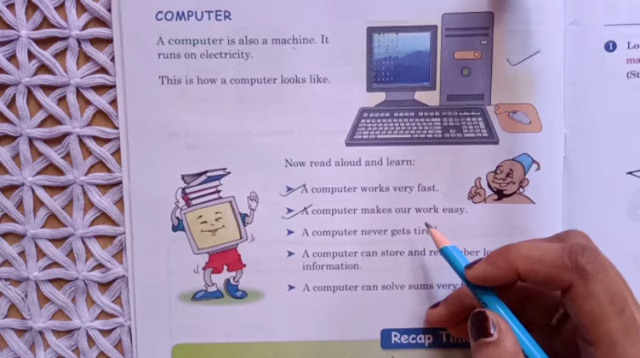 COMPUTER
A computer is also a machine. It
runs on electricity.
This is how a computer looks like.
Now read aloud and learn:
A computer works very fast.
A computer makes our work easy.
A computer never gets
A computer can store and
information.
A computer can solve sums very
Recap
1